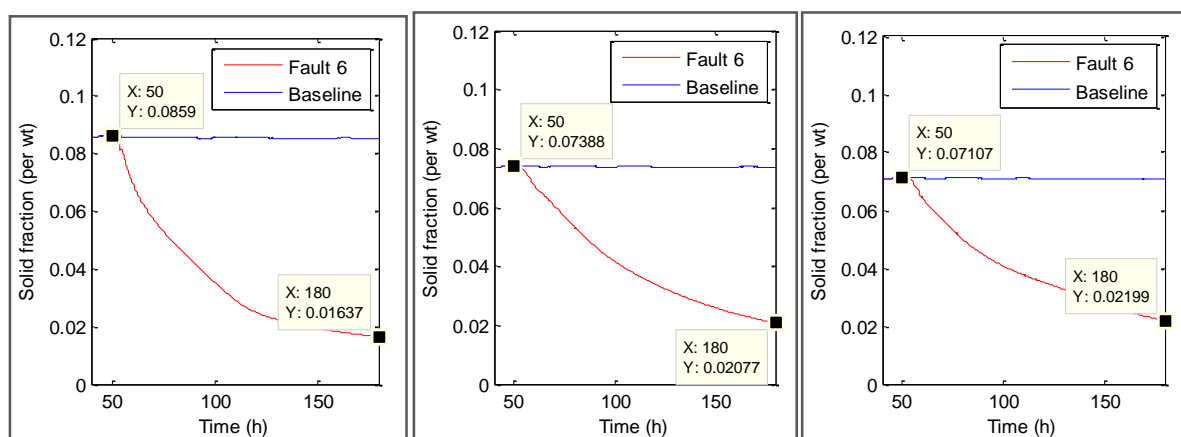 0.12
0.1
0.08
0.06
0.04
0.02
0
Solid fraction (per wt)
Fault 6
Baseline
X: 50
Y: 0.0859
X: 180
Y: 0.01637
50
100
150
Time (h)
0.12
0.1
0.08
0.06
0.04
0.02
0
Solid fraction (per wt)
Fault 6
Baseline
X: 50
Y: 0.07388
X: 180
Y: 0.02077
50
100
150
Time (h)
0.12
0.1
0.08
0.06
0.04
0.02
0
Solid fraction (per wt)
Fault 6
Baseline
X: 50
Y: 0.07107
X: 180
Y: 0.02199
50
100
150
Time (h)